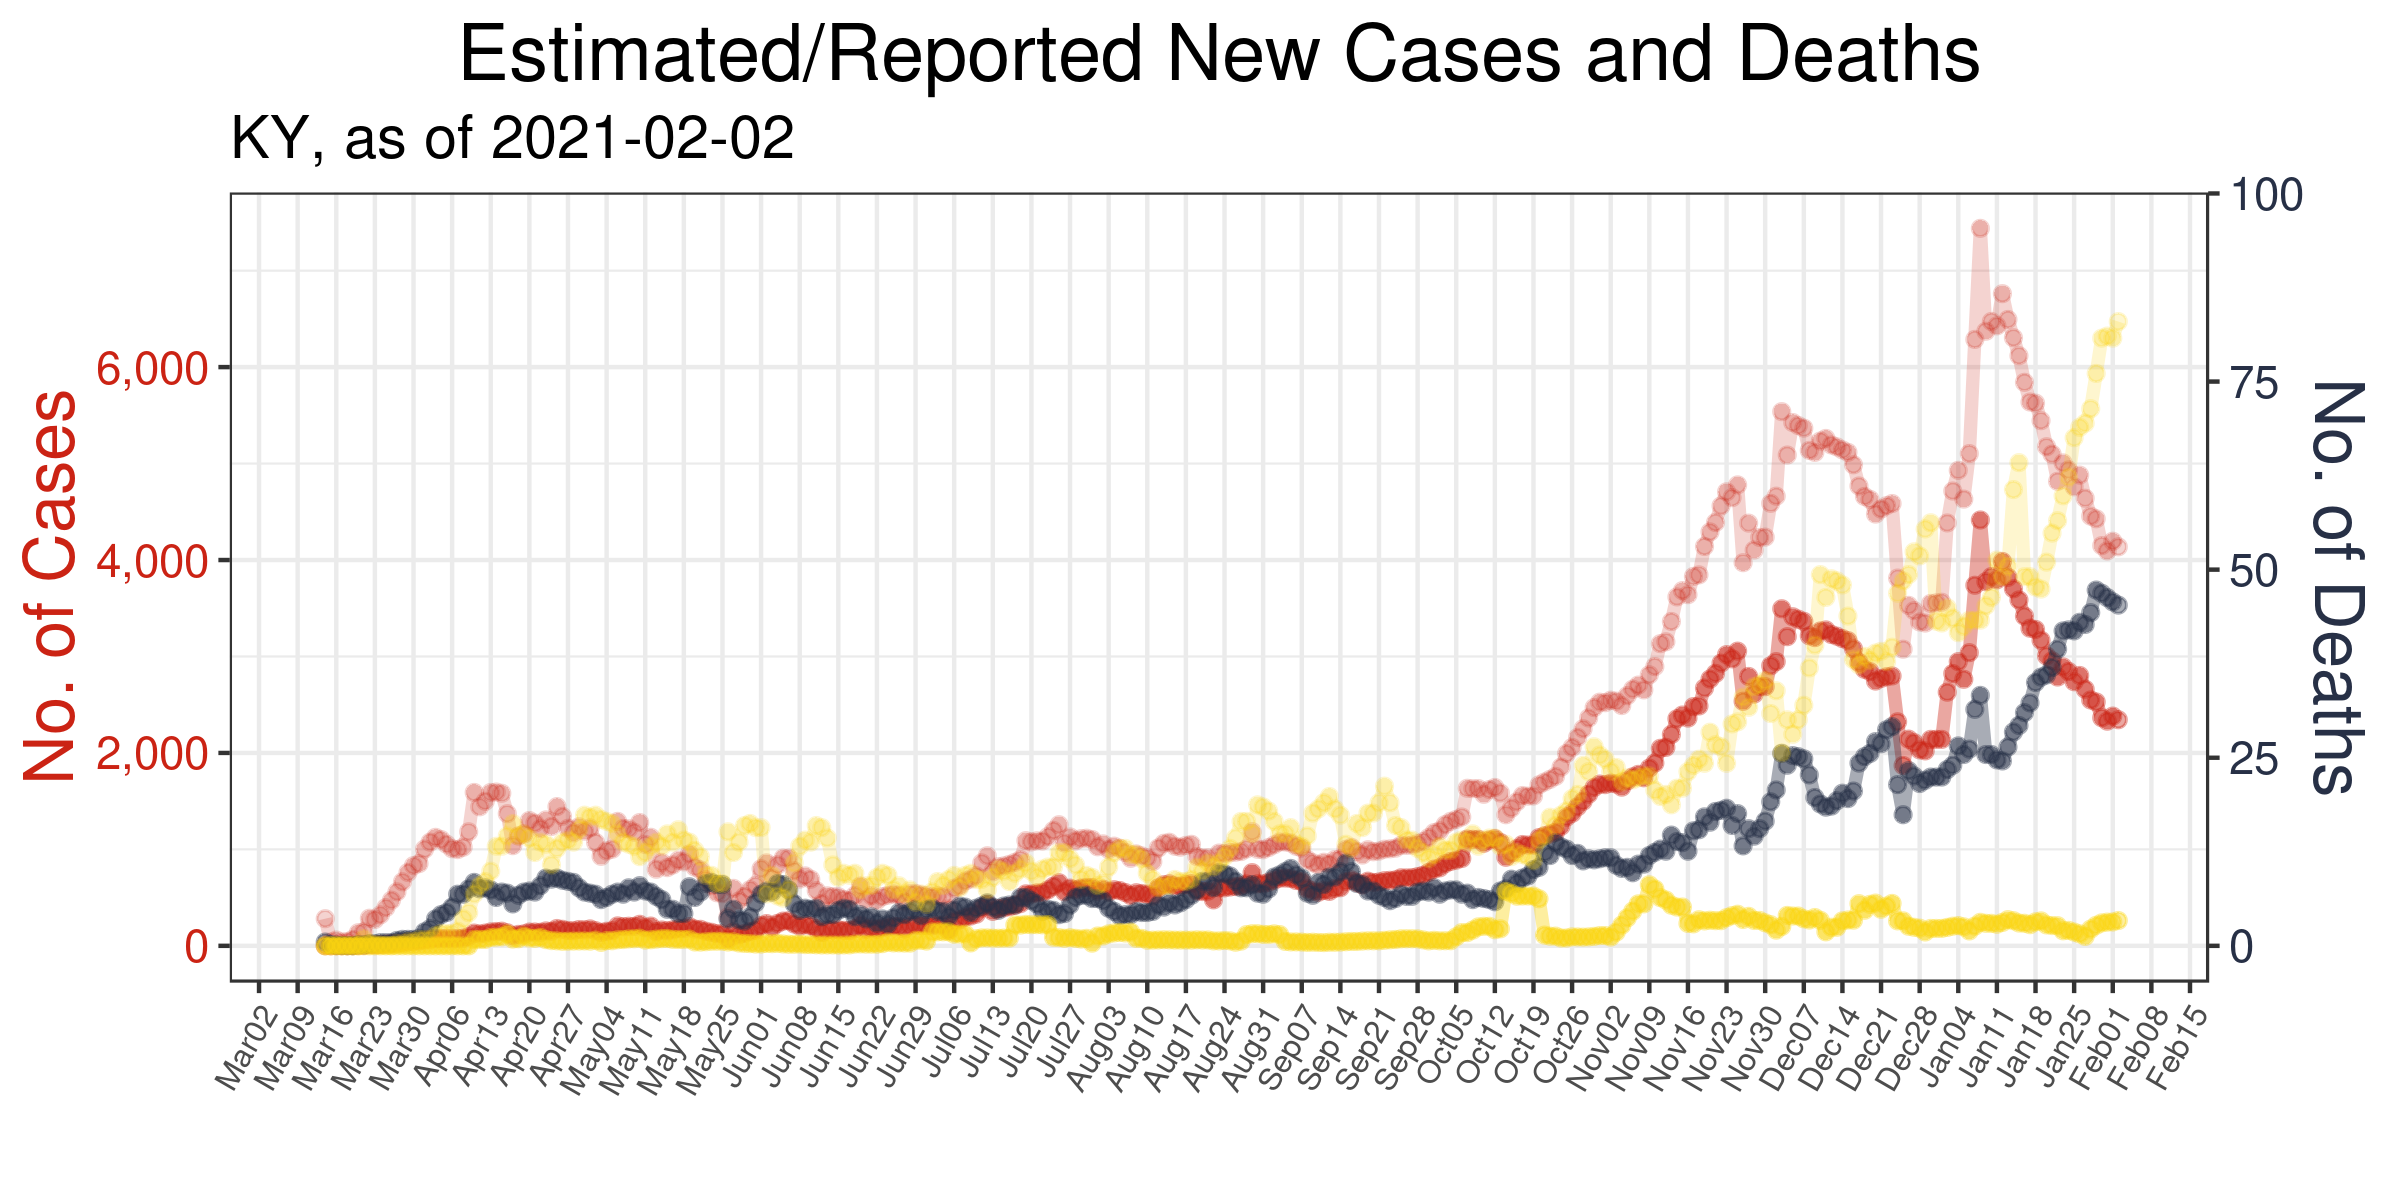 Estimated/Reported New Cases and Deaths
KY, as of 2021-02-02
No. of Cases
6,000
4,000
2,000
0
100
75
50
25
0
No. of Deaths
Mar02
Mar09
Mar16
Mar23
Mar30
Apr06
Apr13
Apr20
Apr27
May04
May11
May18
May25
Jun01
Jun08
Jun15
Jun22
Jun29
Jul06
Jul13
Jul20
Jul27
Aug03
Aug10
Aug17
Aug24
Aug31
Sep07
Sep14
Sep21
Sep28
Oct05
Oct12
Oct19
Oct26
Nov02
Nov09
Nov16
Nov23
Nov30
Dec07
Dec14
Dec21
Dec28
Jan04
Jan11
Jan18
Jan25
Feb01
Feb08
Feb15